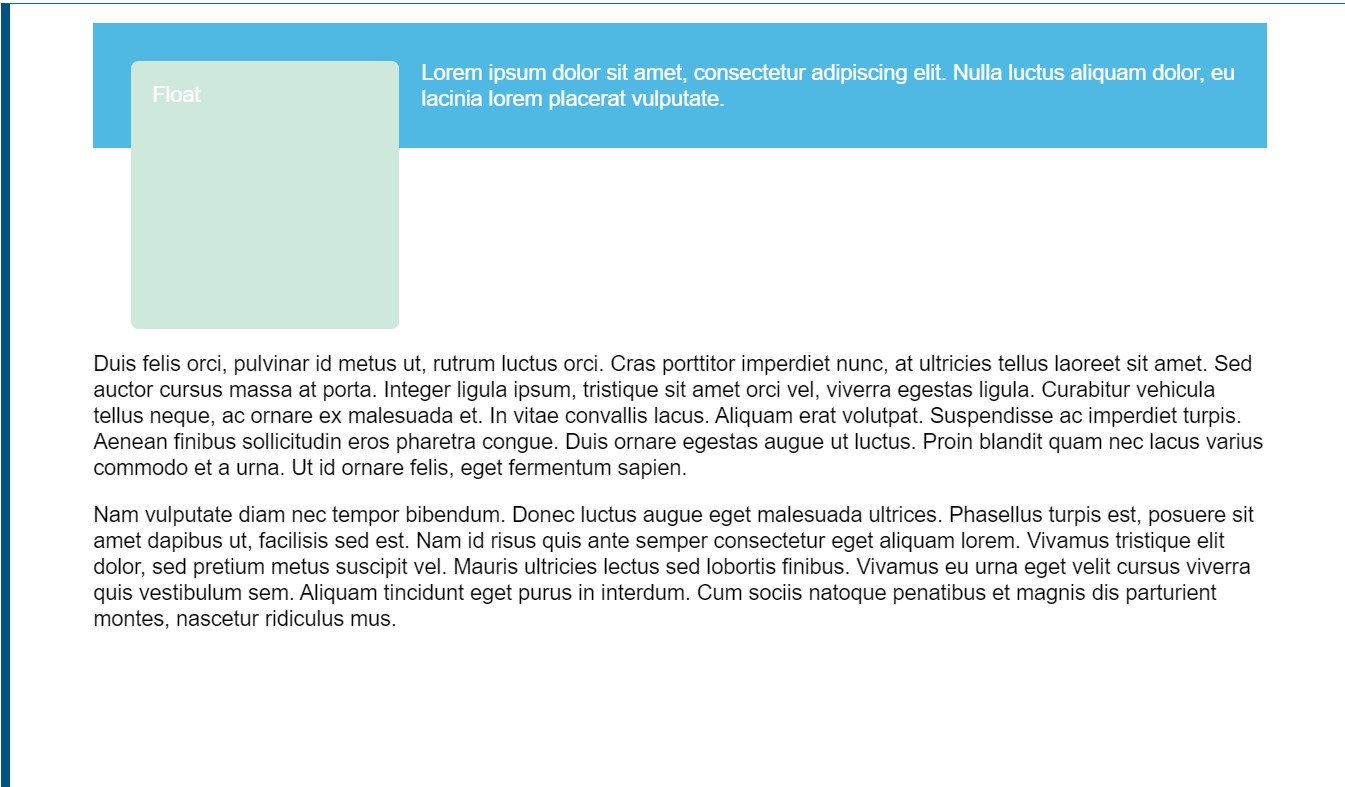 Float
Lorem ipsum dolor sit amet, consectetur adipiscing elit. Nulla luctus aliquam dolor, eu
lacinia lorem placerat vulputate.
Duis felis orci, pulvinar id metus ut, rutrum luctus orci. Cras porttitor imperdiet nunc, at ultricies tellus laoreet sit amet. Sed
auctor cursus massa at porta. Integer ligula ipsum, tristique sit amet orci vel, viverra egestas ligula. Curabitur vehicula
tellus neque, ac ornare ex malesuada et. In vitae convallis lacus. Aliquam erat volutpat. Suspendisse ac imperdiet turpis.
Aenean finibus sollicitudin eros pharetra congue. Duis ornare egestas augue ut luctus. Proin blandit quam nec lacus varius
commodo et a urna. Ut id ornare felis, eget fermentum sapien.
Nam vulputate diam nec tempor bibendum. Donec luctus augue eget malesuada ultrices. Phasellus turpis est, posuere sit
amet dapibus ut, facilisis sed est. Nam id risus quis ante semper consectetur eget aliquam lorem. Vivamus tristique elit
dolor, sed pretium metus suscipit vel. Mauris ultricies lectus sed lobortis finibus. Vivamus eu urna eget velit cursus viverra
quis vestibulum sem. Aliquam tincidunt eget purus in interdum. Cum sociis natoque penatibus et magnis dis parturient
montes, nascetur ridiculus mus.